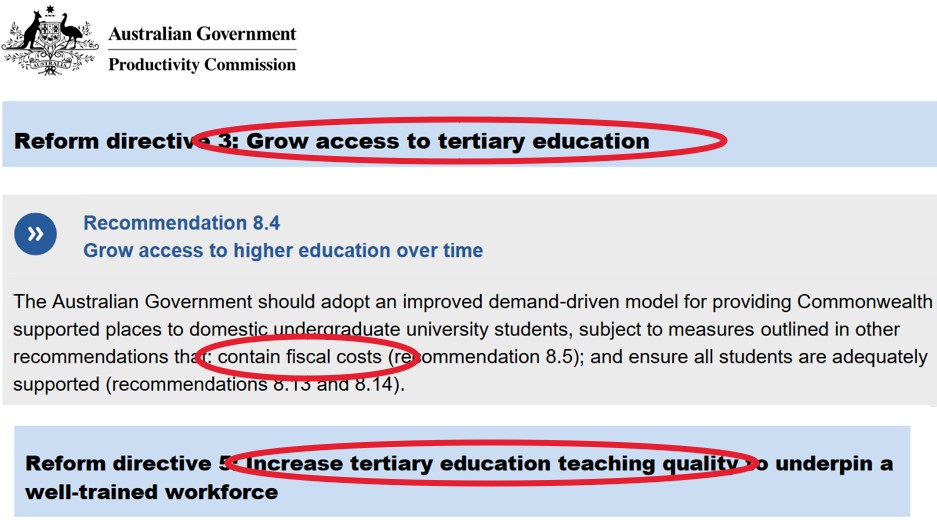 Australian Government
Productivity Commission
Reform directive 3: Grow access to tertiary education
Recommendation 8.4
Grow access to higher education over time
The Australian Government should adopt an improved demand-driven model for providing Commonwealth
supported places to domestic undergraduate university students, subject to measures outlined in other
recommendations that: contain fiscal costs (recommendation 8.5); and ensure all students are adequately
supported (recommendations 8.13 and 8.14).
Reform directive 5: Increase tertiary education teaching quality to underpin a
well-trained workforce